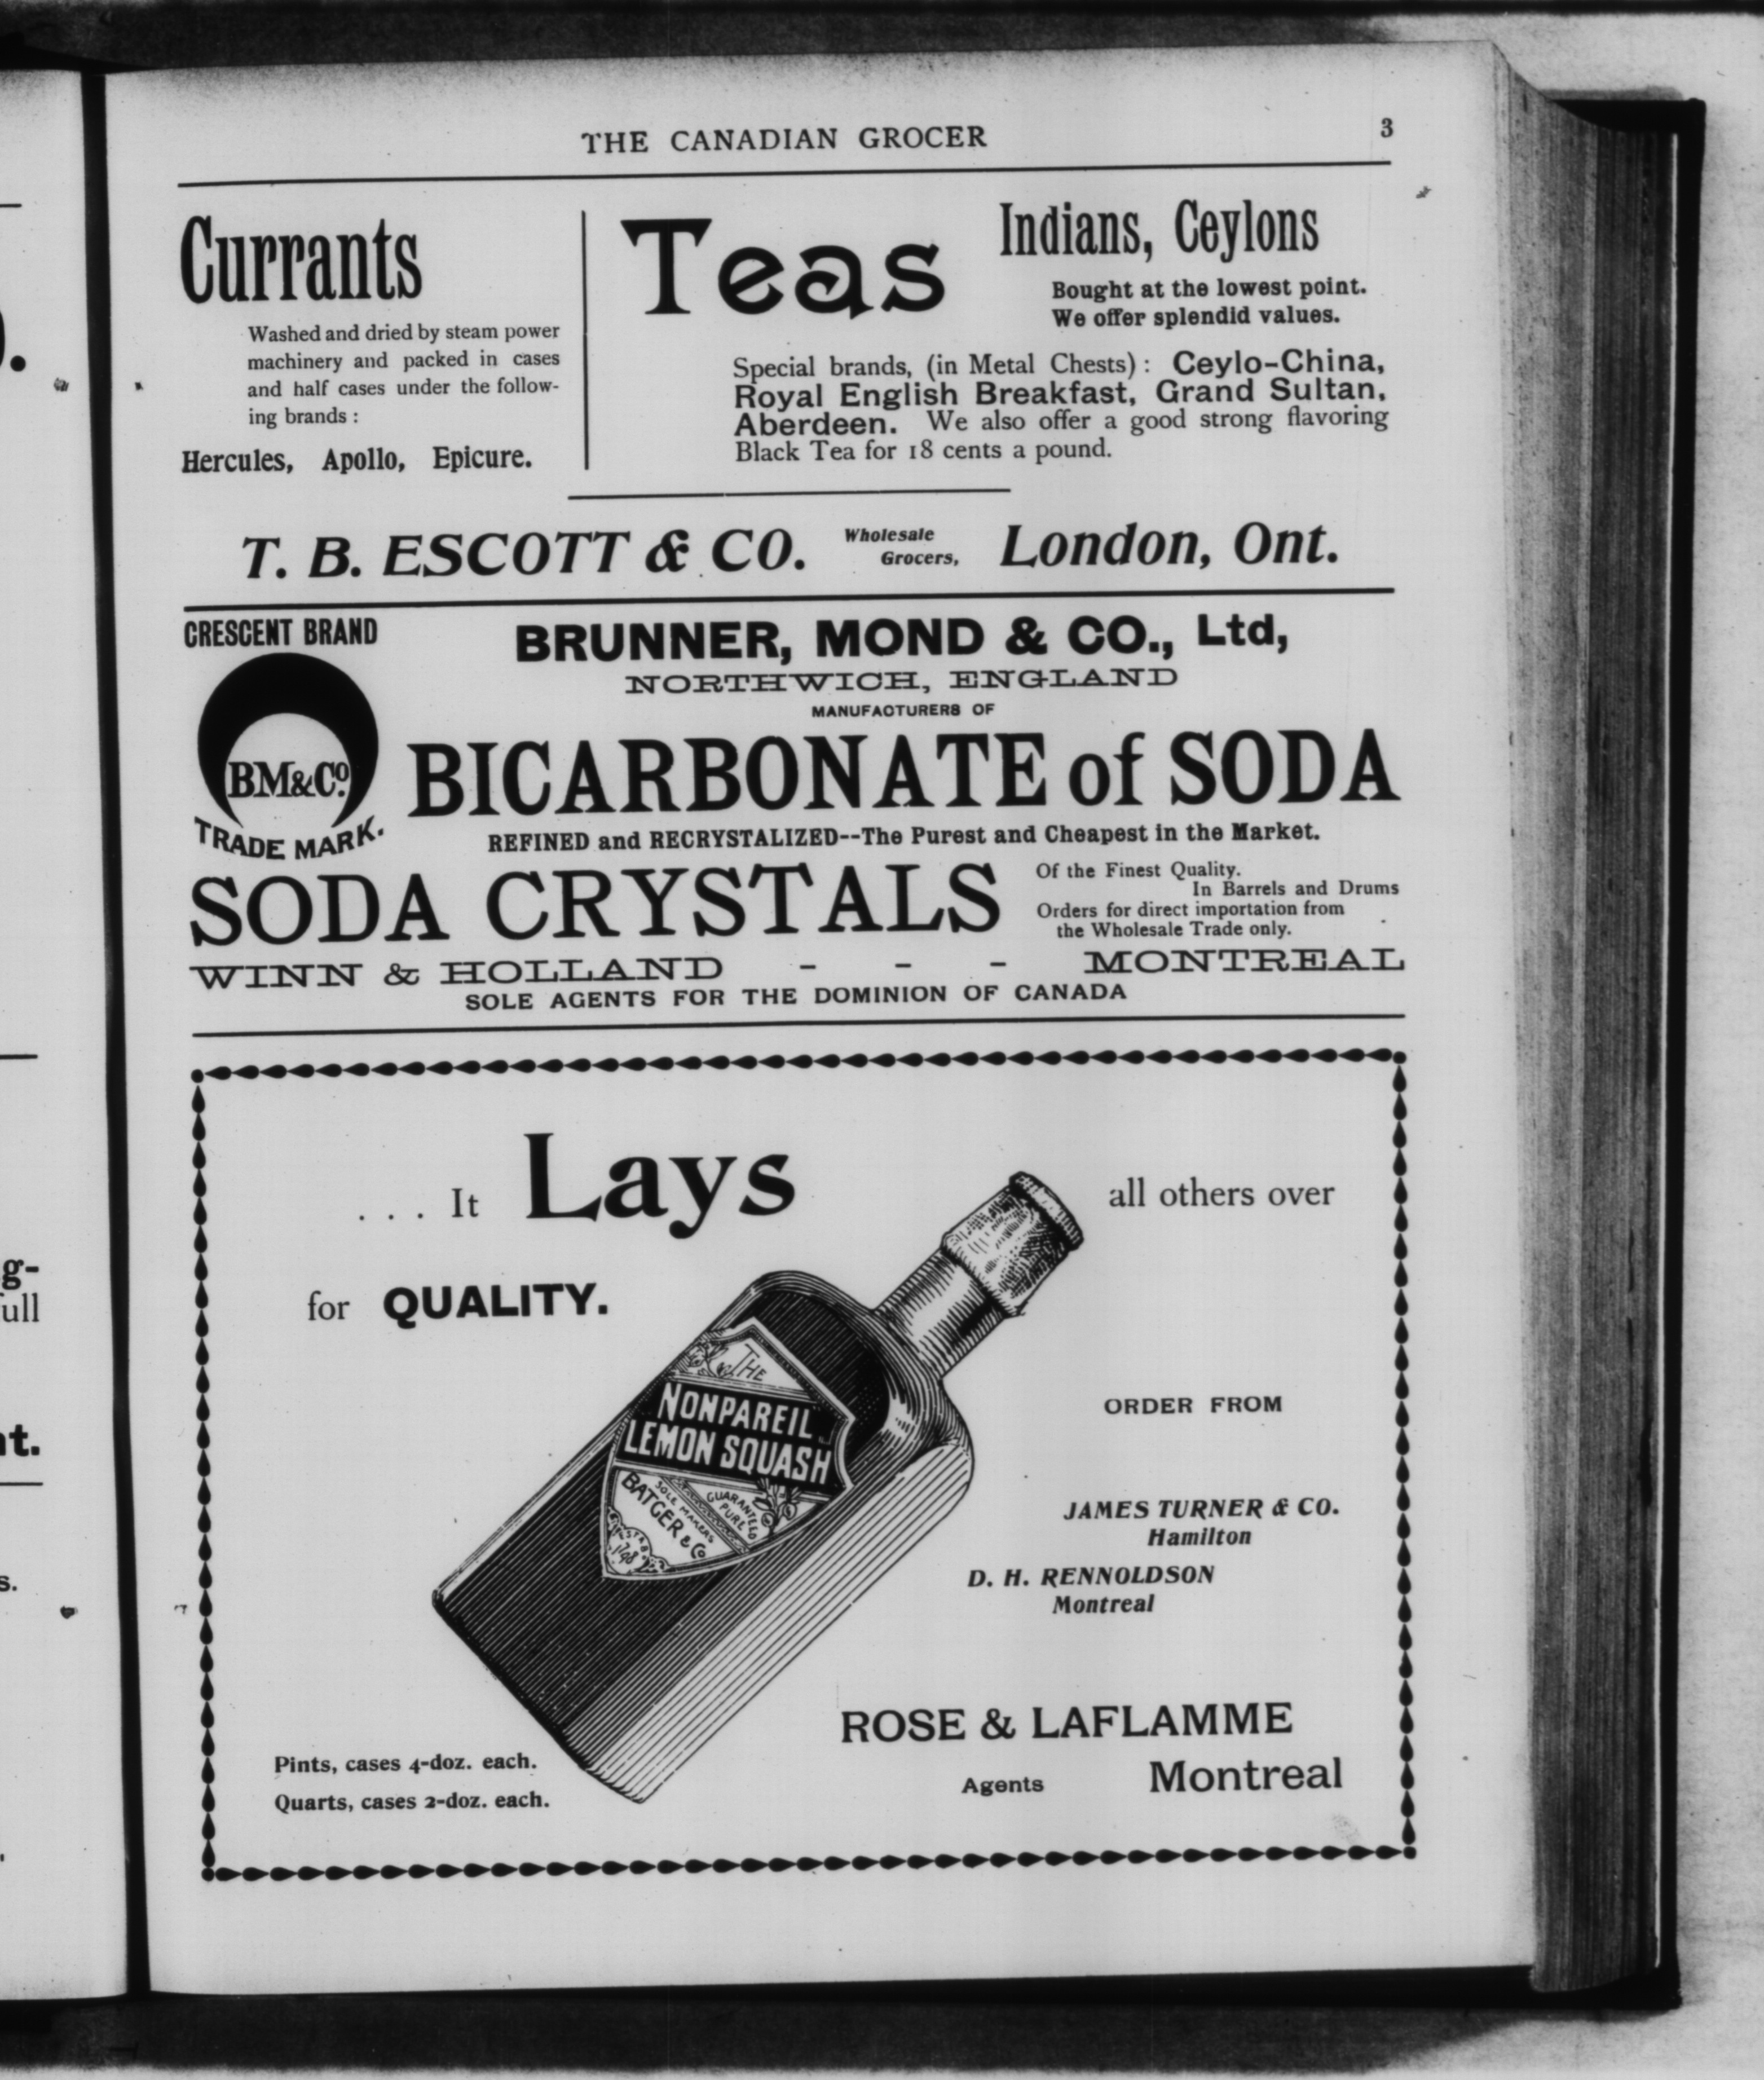 THE CANADIAN GROCER
3
Currants
Washed and dried by steam power
machinery and packed in cases
and half cases under the follow-
ing brands :
Hercules, Apollo, Epicure.
Teas
Indians, Ceylons
Bought at the lowest point.
We offer splendid values.
Special brands, (in Metal Chests) : Ceylo-China,
Royal English Breakfast, Grand Sultan,
Aberdeen. We also offer a good strong flavoring
Black Tea for 18 cents a pound.
T. B. ESCOTT & CO.
Wholesale
Grocers,
London, Ont.
CRESCENT BRAND
BM&Co.
TRADE MARK.
BRUNNER, MOND & CO., Ltd,
NORTHWICH, ENGLAND
MANUFACTURERS OF
BICARBONATE of SODA
REFINED and RECRYSTALIZED--The Purest and Cheapest in the Market.
SODA CRYSTALS
Of the Finest Quality.
In Barrels and Drums
Orders for direct importation from
the Wholesale Trade only.
WINN & HOLLAND - - - MONTREAL
SOLE AGENTS FOR THE DOMINION OF CANADA
. . . It Lays all others over
for QUALITY.
THE
NONPAREIL
LEMON SQUASH
GUARANTEED
PURE
SOLE MAKERS
BATGER & Co
ESTAB
ORDER FROM
JAMES TURNER & CO.
Hamilton
D. H. RENNOLDSON
Montreal
ROSE & LAFLAMME
Agents Montreal
Pints, cases 4-doz. each.
Quarts, cases 2-doz. each.
g-
ull
nt.
s.